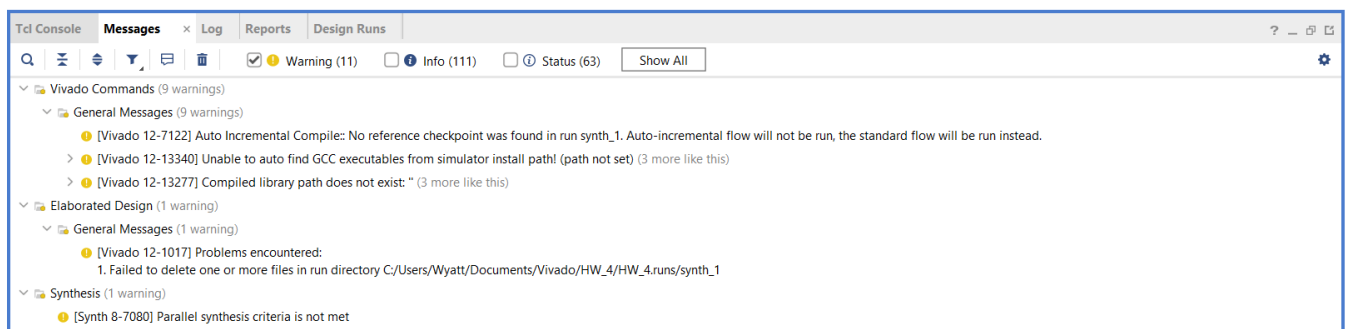 Tcl Console Messages × Log Reports Design Runs ?
Warning (11) Info (111) Status (63) Show All
Vivado Commands (9 warnings)
General Messages (9 warnings)
[Vivado 12-7122] Auto Incremental Compile:: No reference checkpoint was found in run synth_1. Auto-incremental flow will not be run, the standard flow will be run instead.
[Vivado 12-13340] Unable to auto find GCC executables from simulator install path! (path not set) (3 more like this)
[Vivado 12-13277] Compiled library path does not exist: '' (3 more like this)
Elaborated Design (1 warning)
General Messages (1 warning)
[Vivado 12-1017] Problems encountered:
1. Failed to delete one or more files in run directory C:/Users/Wyatt/Documents/Vivado/HW_4/HW_4.runs/synth_1
Synthesis (1 warning)
[Synth 8-7080] Parallel synthesis criteria is not met